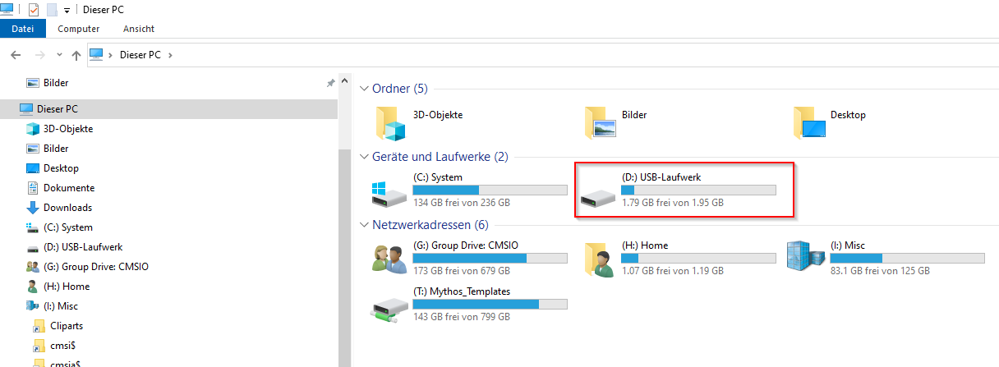 Dieser PC
Datei Computer Ansicht
Dieser PC
Bilder
Dieser PC
3D-Objekte
Bilder
Desktop
Dokumente
Downloads
(C:) System
(D:) USB-Laufwerk
(G:) Group Drive: CMSIO
(H:) Home
(I:) Misc
Cliparts
cmsi$
cmsia$
Ordner (5)
3D-Objekte
Bilder
Desktop
Geräte und Laufwerke (2)
(C:) System
134 GB frei von 236 GB
(D:) USB-Laufwerk
1.79 GB frei von 1.95 GB
Netzwerkadressen (6)
(G:) Group Drive: CMSIO
173 GB frei von 679 GB
(H:) Home
1.07 GB frei von 1.19 GB
(I:) Misc
83.1 GB frei von 125 GB
(T:) Mythos_Templates
143 GB frei von 799 GB